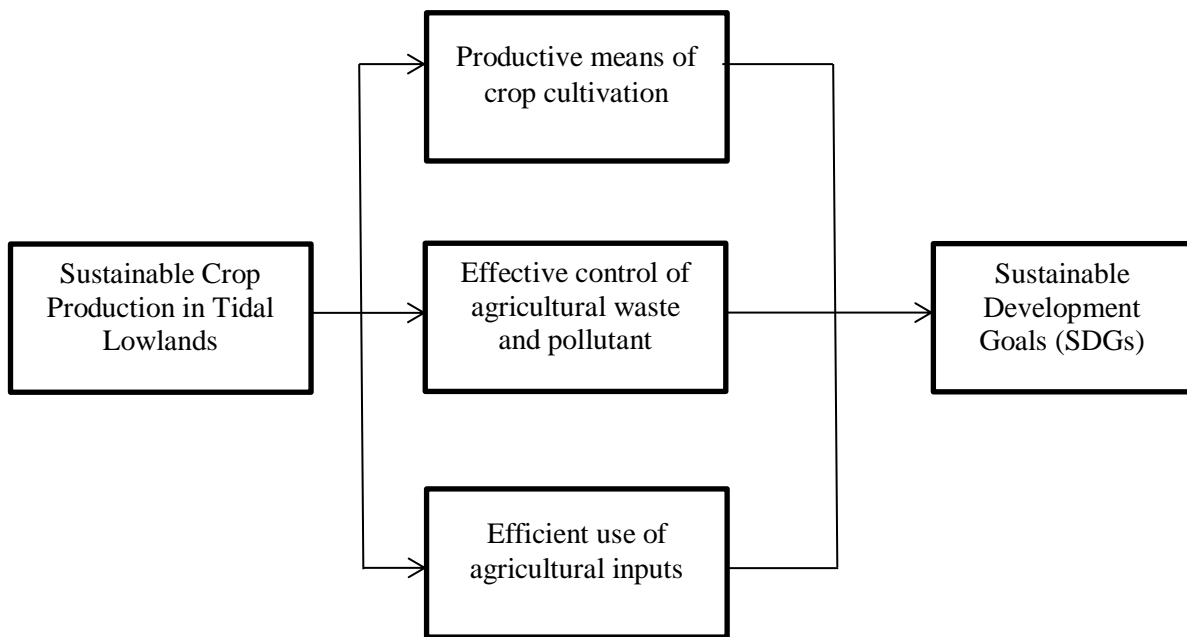 Productive means of
crop cultivation
Sustainable Crop
Production in Tidal
Lowlands
Effective control of
agricultural waste
and pollutant
Sustainable
Development
Goals (SDGs)
Efficient use of
agricultural inputs